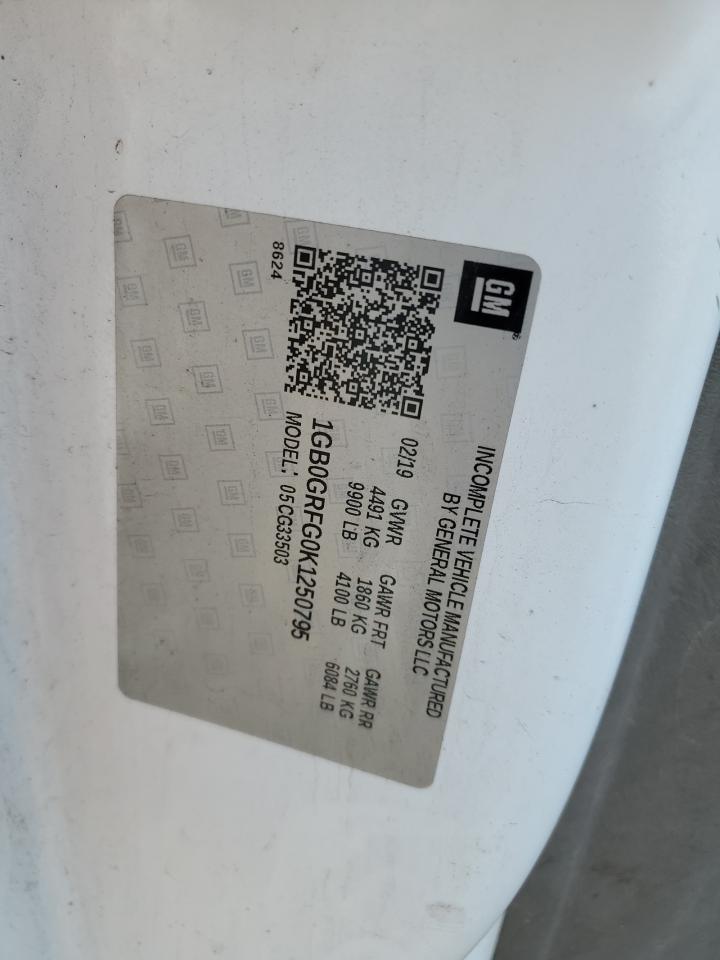 GM
INCOMPLETE VEHICLE MANUFACTURED
BY GENERAL MOTORS LLC
02/19 GVWR GAWR FRT GAWR RR
4491 KG 1860 KG 2760 KG
9900 LB 4100 LB 6084 LB
1GB0GRFG0K1250795
MODEL: 05CG33503
8624